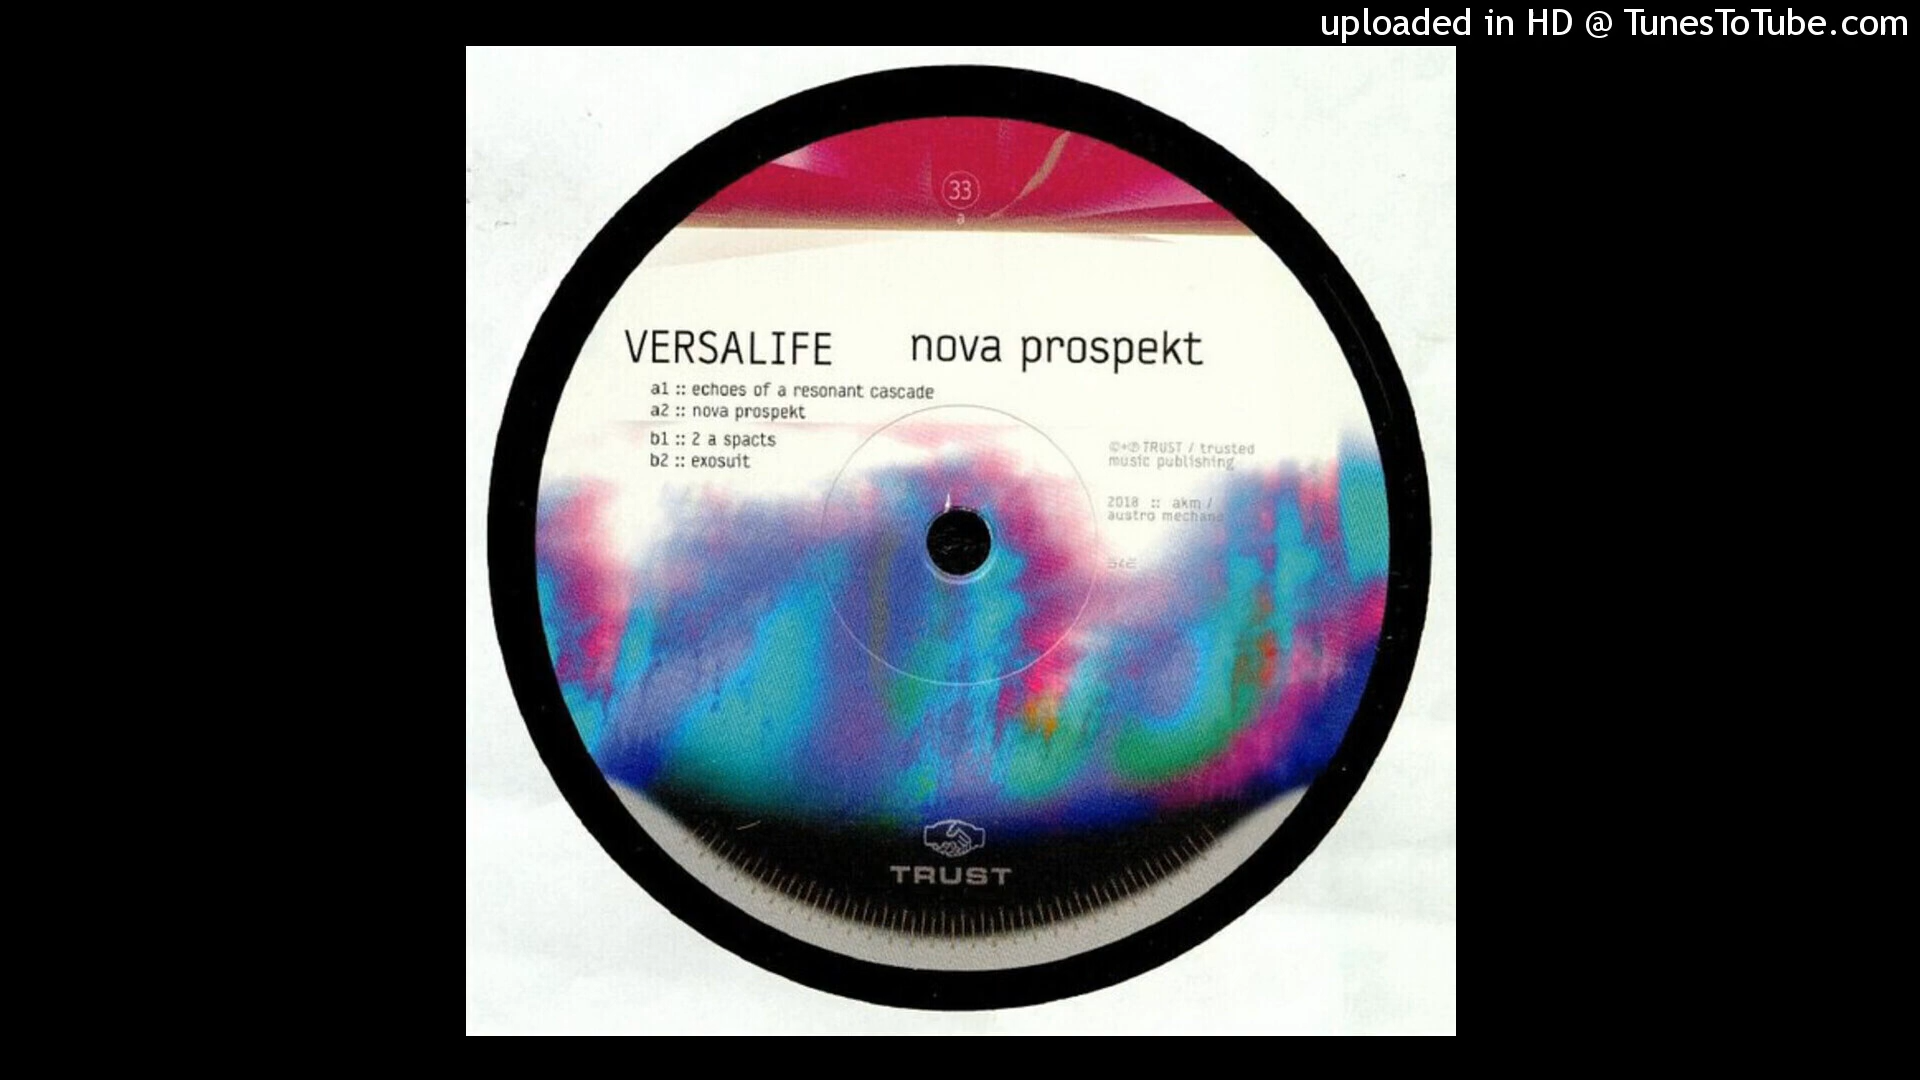 uploaded in HD @ TunesToTube.com
33
a
VERSALIFE nova prospekt
a1 :: echoes of a resonant cascade
a2 :: nova prospekt
b1 :: 2 a spacts
b2 :: exosuit
©+℗ TRUST / trusted
music publishing
2018 :: akm /
austro mechana
TRUST